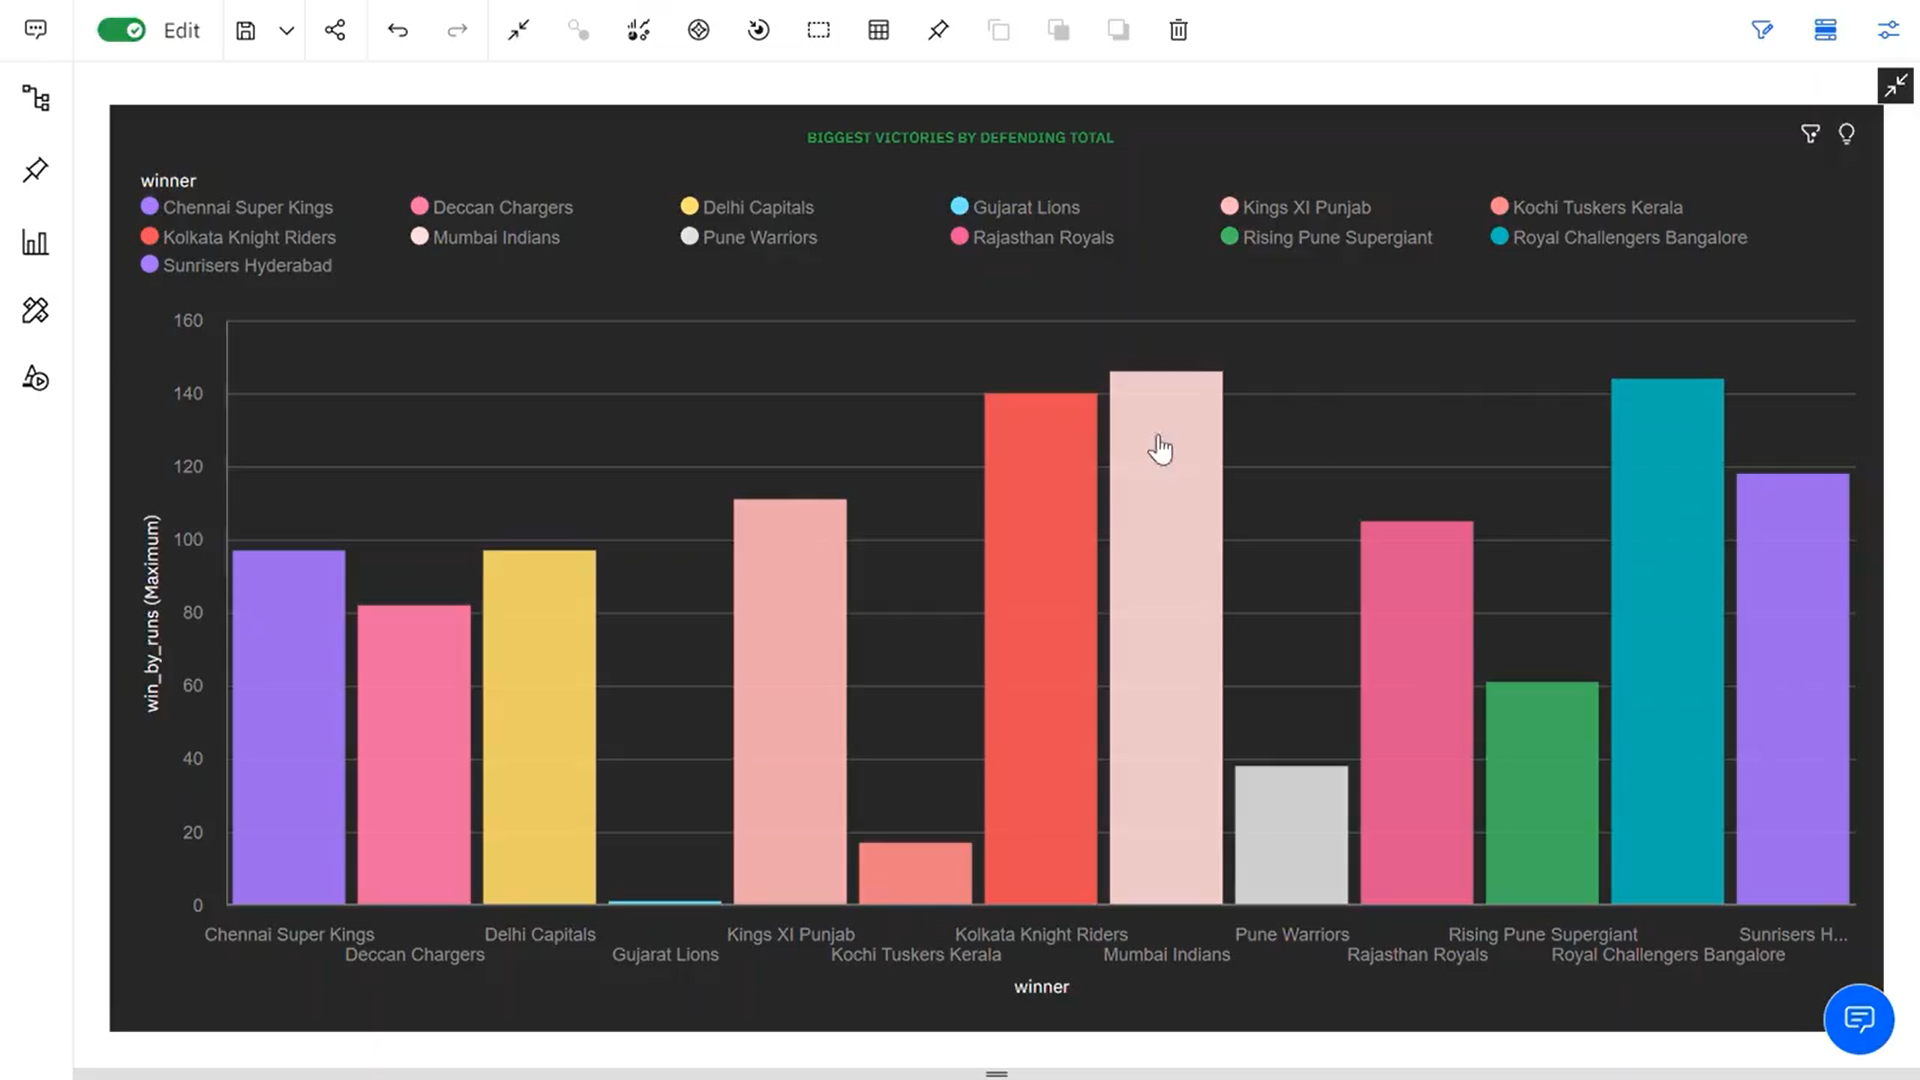 Edit
BIGGEST VICTORIES BY DEFENDING TOTAL
winner
Chennai Super Kings Deccan Chargers Delhi Capitals Gujarat Lions Kings XI Punjab Kochi Tuskers Kerala
Kolkata Knight Riders Mumbai Indians Pune Warriors Rajasthan Royals Rising Pune Supergiant Royal Challengers Bangalore
Sunrisers Hyderabad
160
140
120
100
80
60
40
20
0
win_by_runs (Maximum)
Chennai Super Kings Delhi Capitals Kings XI Punjab Kolkata Knight Riders Pune Warriors Rising Pune Supergiant Sunrisers H...
Deccan Chargers Gujarat Lions Kochi Tuskers Kerala Mumbai Indians Rajasthan Royals Royal Challengers Bangalore
winner